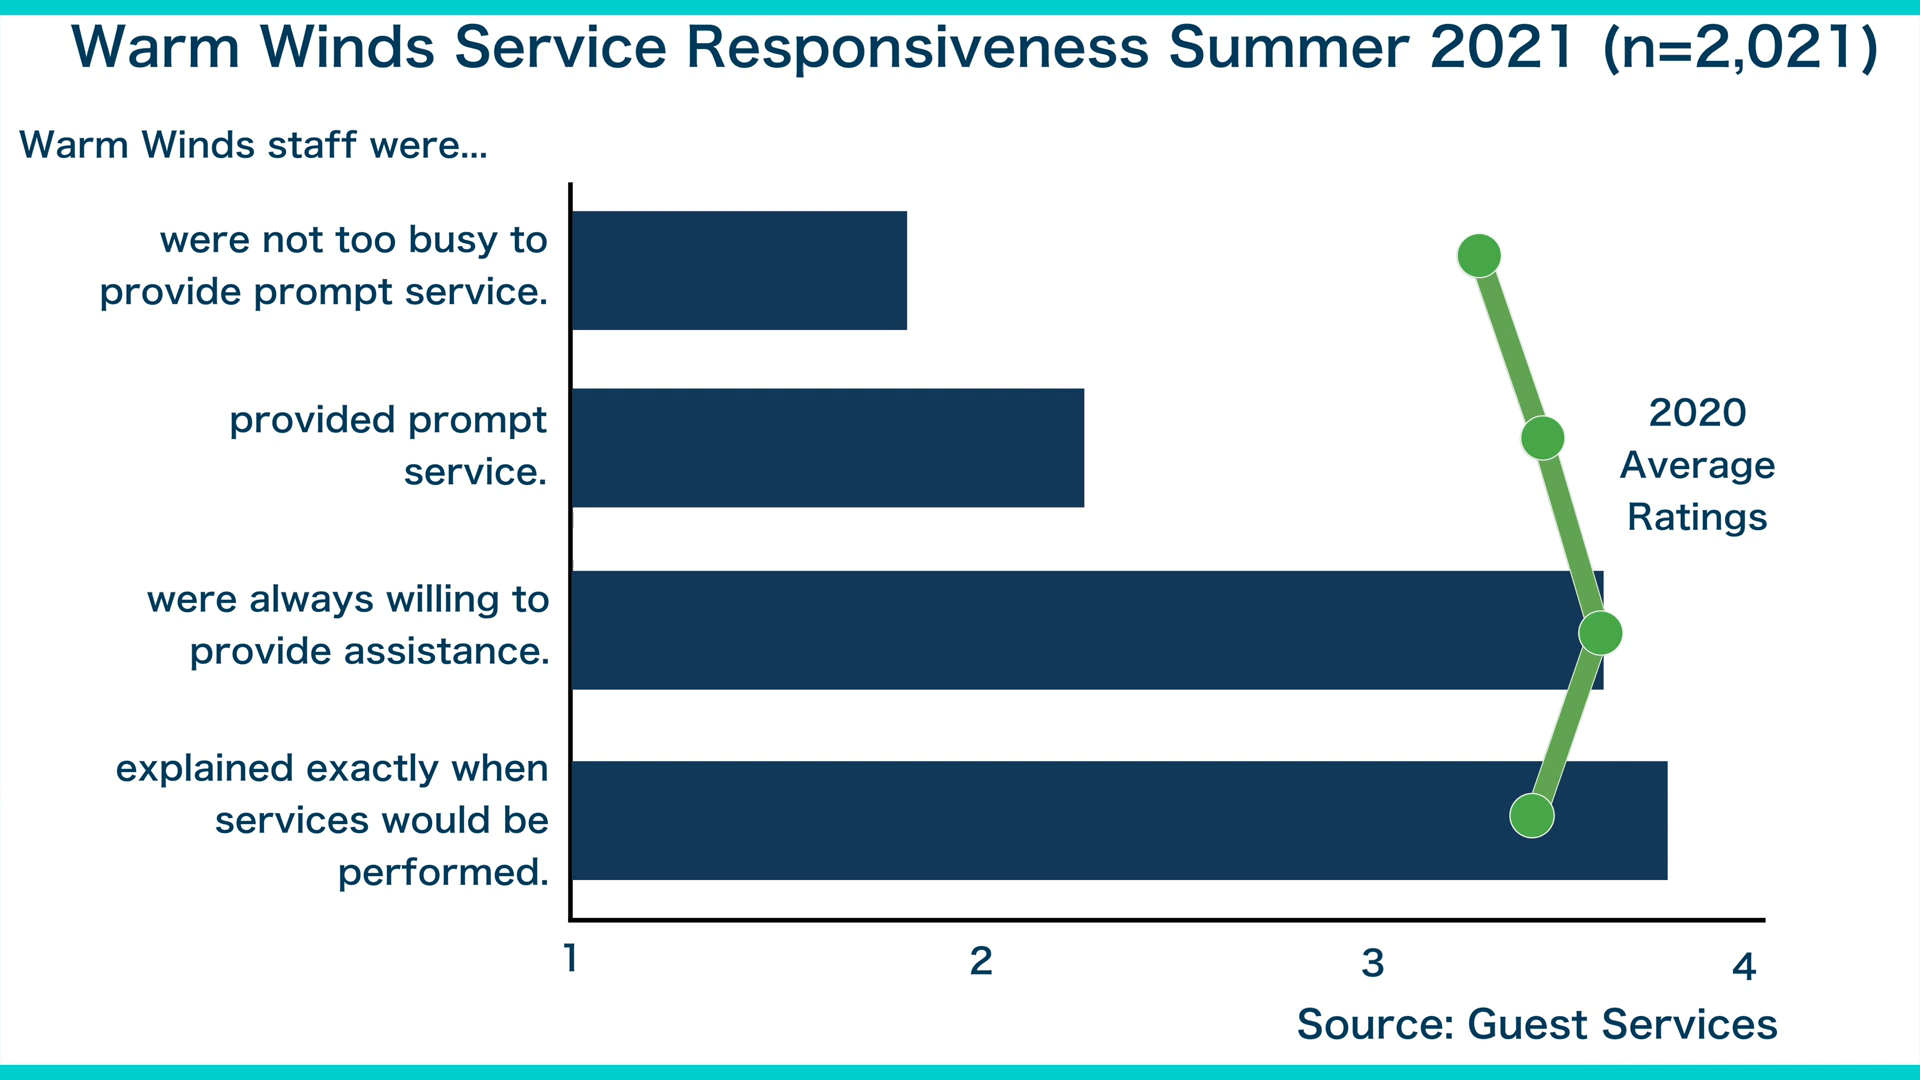 Warm Winds Service Responsiveness Summer 2021 (n=2,021)
Warm Winds staff were...
were not too busy to
provide prompt service.
provided prompt
service.
were always willing to
provide assistance.
explained exactly when
services would be
performed.
2020
Average
Ratings
1 2 3 4
Source: Guest Services